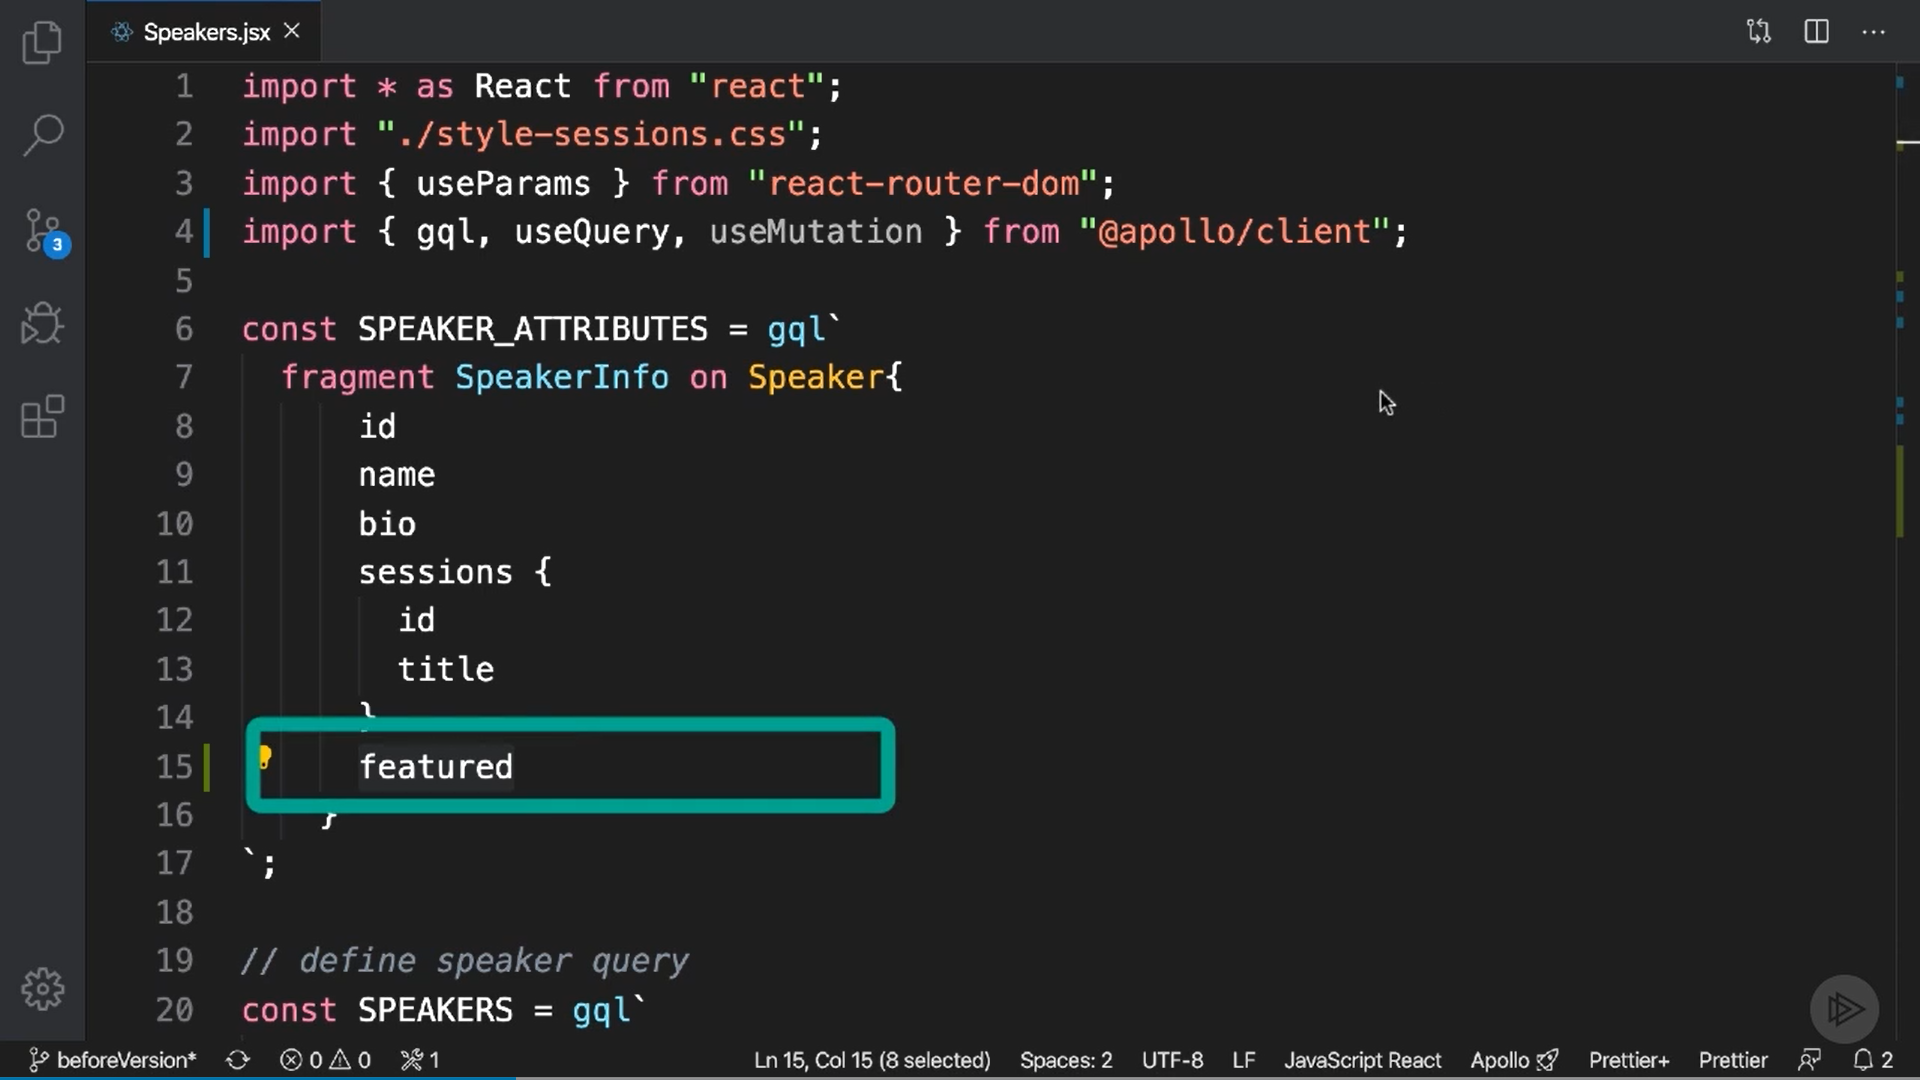 Speakers.jsx
1 import * as React from "react";
2 import "./style-sessions.css";
3 import { useParams } from "react-router-dom";
4 import { gql, useQuery, useMutation } from "@apollo/client";
5
6 const SPEAKER_ATTRIBUTES = gql`
7 fragment SpeakerInfo on Speaker{
8 id
9 name
10 bio
11 sessions {
12 id
13 title
14 }
15 featured
16 }
17 `;
18
19 // define speaker query
20 const SPEAKERS = gql`
3
beforeVersion* 0 0 1 Ln 15, Col 15 (8 selected) Spaces: 2 UTF-8 LF JavaScript React Apollo Prettier+ Prettier 2